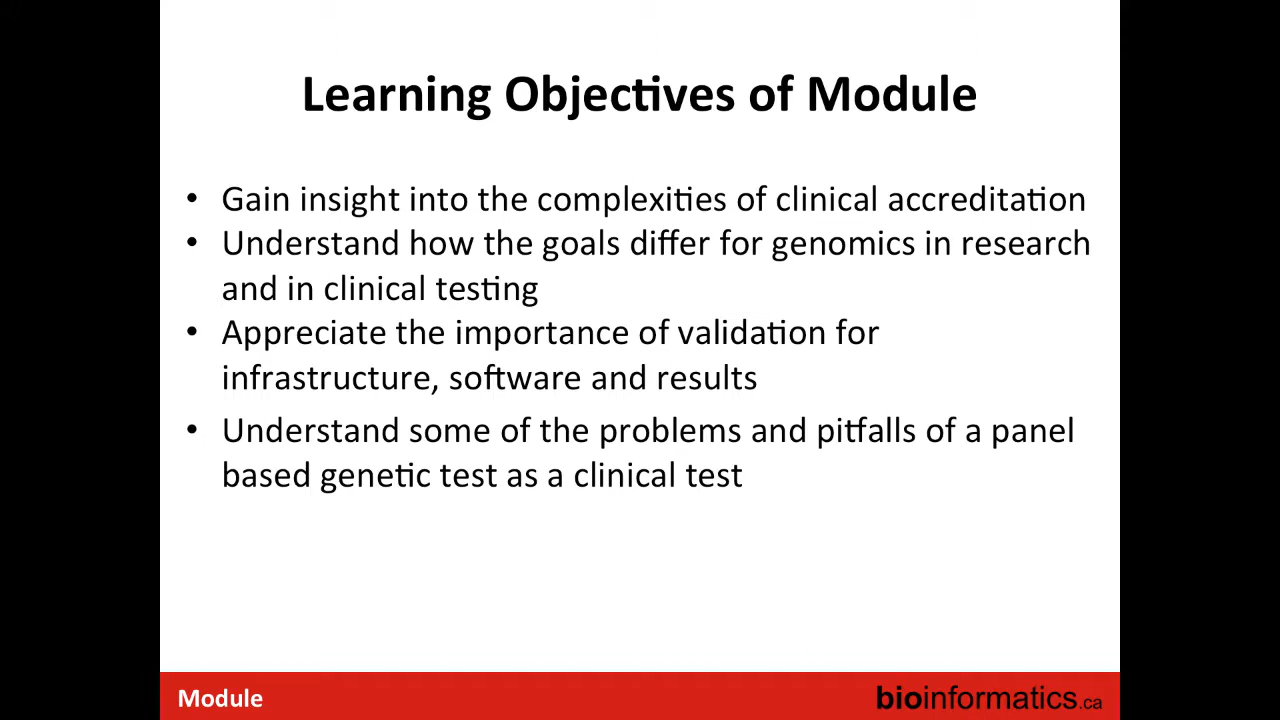 Learning Objectives of Module
• Gain insight into the complexities of clinical accreditation
• Understand how the goals differ for genomics in research
and in clinical testing
• Appreciate the importance of validation for
infrastructure, software and results
• Understand some of the problems and pitfalls of a panel
based genetic test as a clinical test
Module
bioinformatics.ca